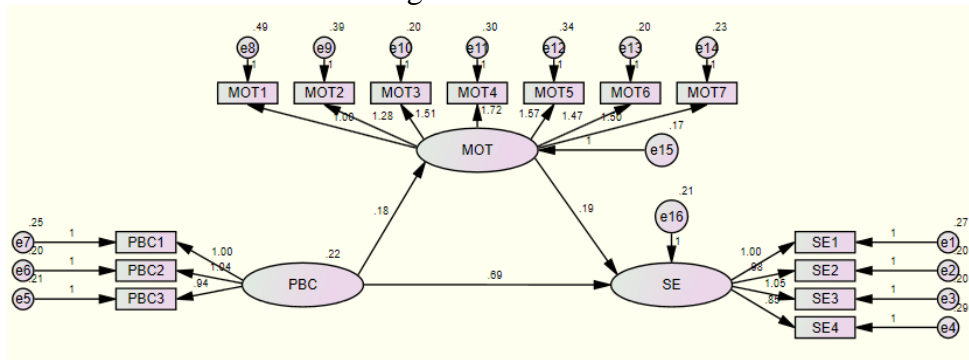 .49 .39 .20 .30 .34 .20 .23
e8 e9 e10 e11 e12 e13 e14
1 1 1 1 1 1 1
MOT1 MOT2 MOT3 MOT4 MOT5 MOT6 MOT7
1.00 1.28 1.51 1.72 1.57 1.47 1.50
.17
MOT 1 e15
.21
.18 .19 e16
1
.25 .27
e7 1 PBC1 1.00 .22 1.00 SE1 1 e1
.20 .20
e6 1 PBC2 1.04 .98 SE2 1 e2
.21 PBC .69 SE .20
e5 1 PBC3 .94 1.05 SE3 1 e3
.29
.85 SE4 1 e4